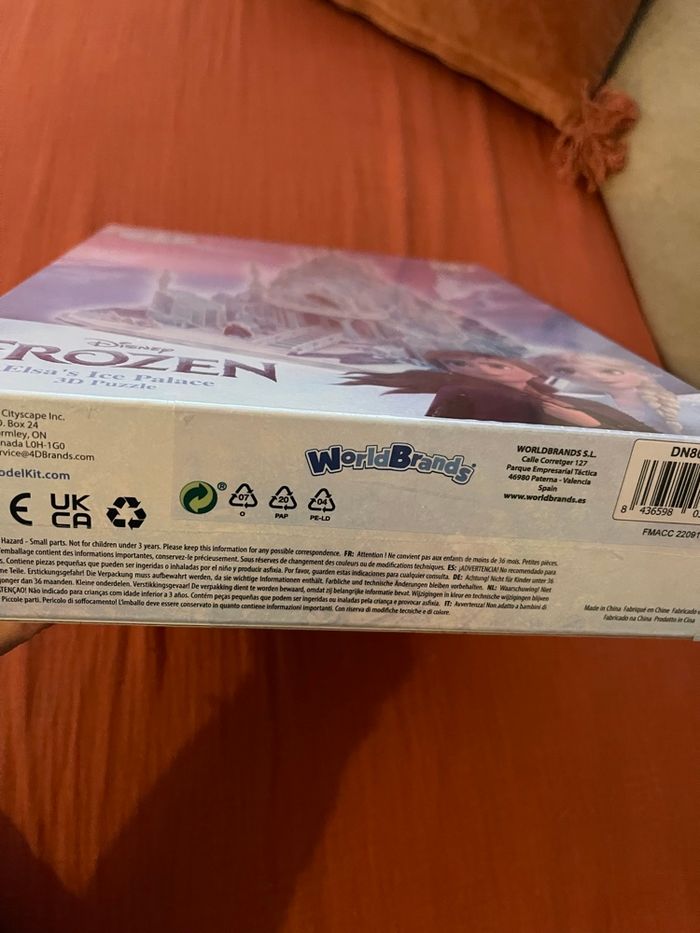 Disney
FROZEN
Elsa's Ice Palace
3D Puzzle
Cityscape Inc.
. Box 24
rmley, ON
nada L0H-1G0
rvice@4DBrands.com
odelKit.com
WorldBrands
WORLDBRANDS S.L.
Calle Corretger 127
Parque Empresarial Táctica
46980 Paterna - Valencia
Spain
www.worldbrands.es
DN86
8 436598 0
FMACC 22091
CE
UK
CA
®
07
O
20
PAP
04
PE-LD
Hazard - Small parts. Not for children under 3 years. Please keep this information for any possible correspondence. FR: Attention ! Ne convient pas aux enfants de moins de 36 mois. Petites pièces.
'emballage contient des informations importantes, conservez-le précieusement. Sous réserves de changement des couleurs ou de modifications techniques. ES: ¡ADVERTENCIA! No recomendado para
s. Contiene piezas pequeñas que pueden ser ingeridas o inhaladas por el niño y producir asfixia. Por favor, guarden estas indicaciones para cualquier consulta. DE: Achtung! Nicht für Kinder unter 36
ne Teile. Erstickungsgefahr! Die Verpackung muss aufbewahrt werden, da sie wichtige Informationen enthält. Farbliche und technische Änderungen bleiben vorbehalten. NL: Waarschuwing! Niet
jonger dan 36 maanden. Kleine onderdelen. Verstikkingsgevaar! De verpakking dient te worden bewaard, omdat zij belangrijke informatie bevat. Wijzigingen in kleur en technische wijzigingen blijven
TENÇAO! Não indicado para crianças com idade inferior a 3 años. Contém peças pequenas que podem ser ingeridas ou inaladas pela criança e provocar asfixia. IT: Avvertenza! Non adatto a bambini di
Piccole parti. Pericolo di soffocamento! L'imballo deve essere conservato in quanto contiene informazioni importanti. Con riserva di modifiche tecniche e di colore.
Made in China Fabriqué en Chine Fabricado e
Fabricado na China Prodotto in Cina